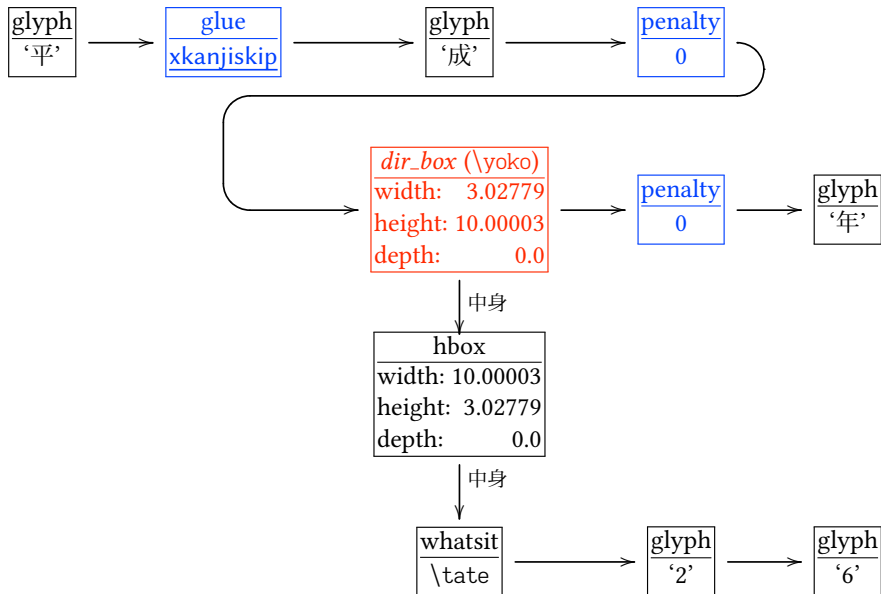 glyph
‘平’
glue
xkanjiskip
glyph
‘成’
penalty
0
dir_box (\yoko)
width: 3.02779
height: 10.00003
depth: 0.0
penalty
0
glyph
‘年’
中身
hbox
width: 10.00003
height: 3.02779
depth: 0.0
中身
whatsit
\tate
glyph
‘2’
glyph
‘6’